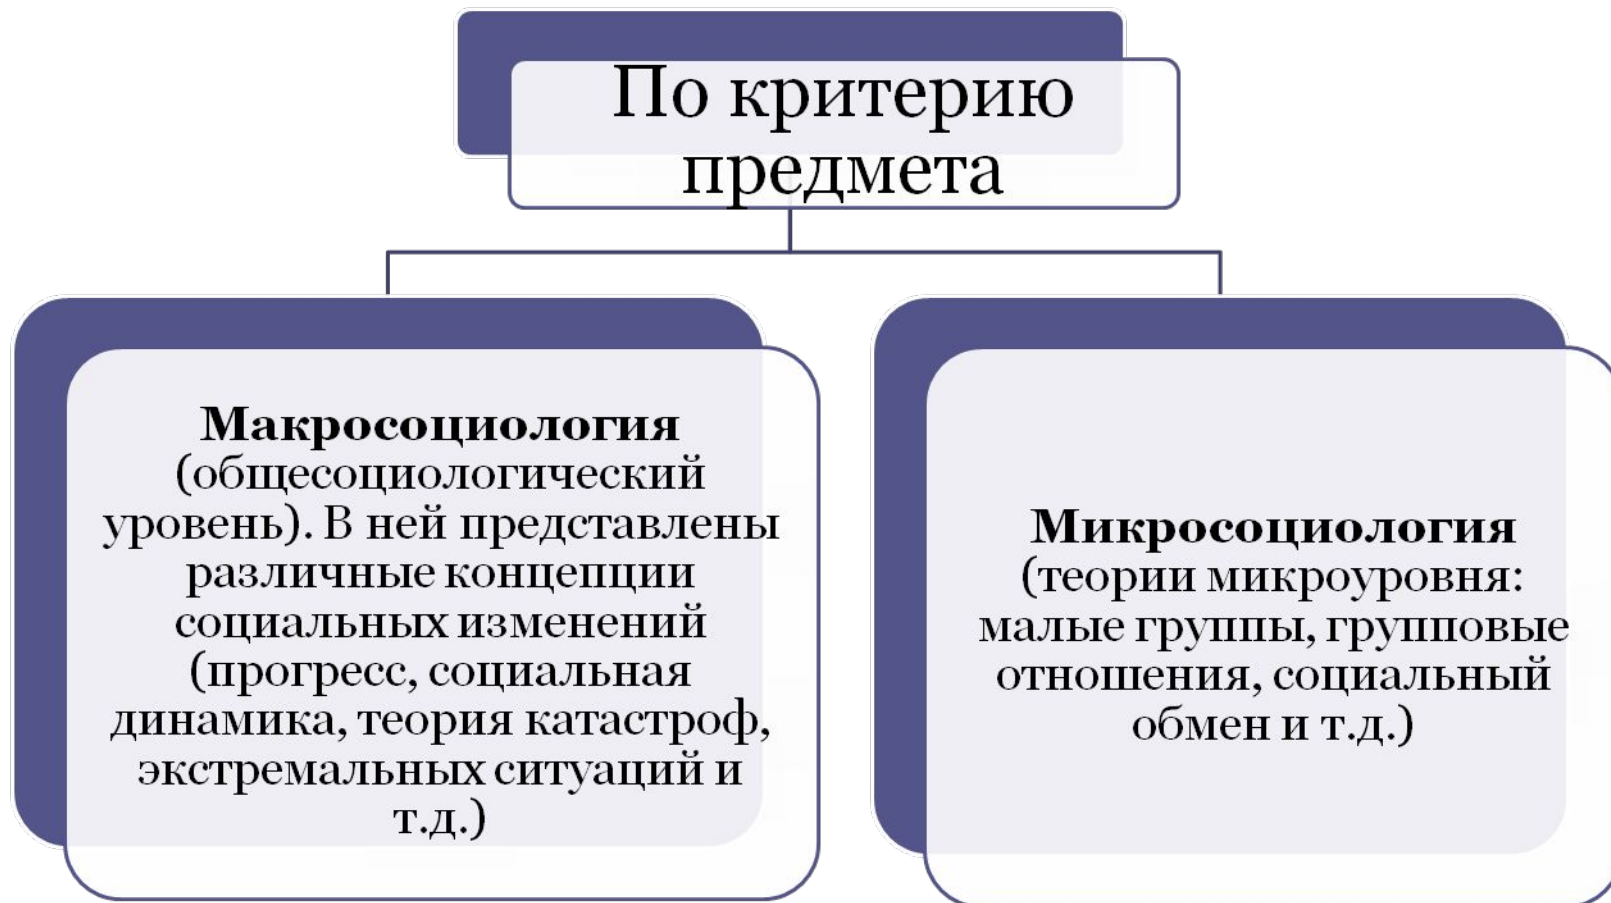 По критерию
предмета
Макросоциология
(общесоциологический
уровень). В ней представлены
различные концепции
социальных изменений
(прогресс, социальная
динамика, теория катастроф,
экстремальных ситуаций и
т.д.)
Микросоциология
(теории микроуровня:
малые группы, групповые
отношения, социальный
обмен и т.д.)